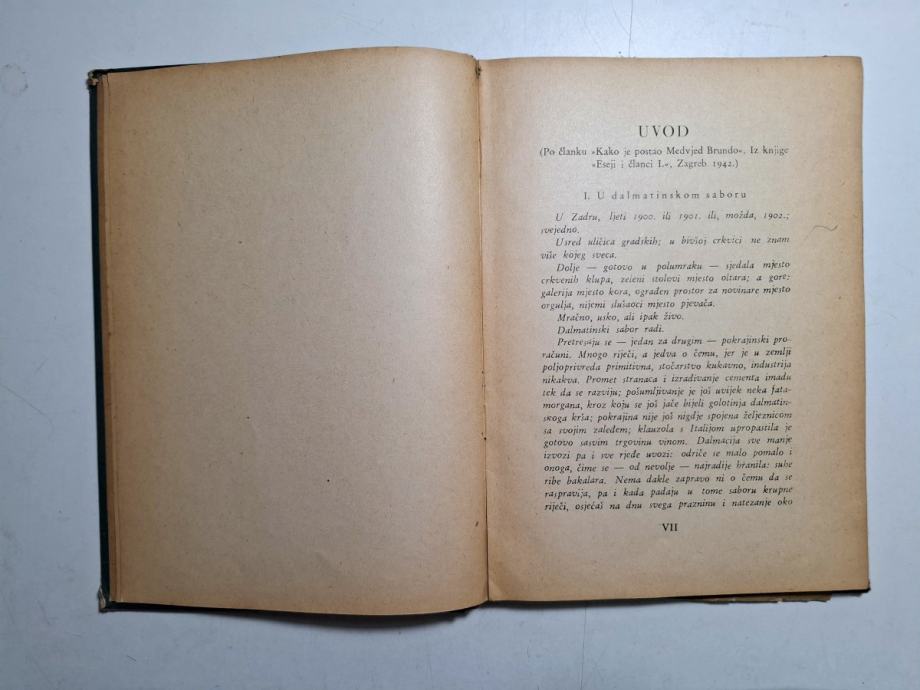 UVOD
(Po članku »Kako je postao Medvjed Brundo«. Iz knjige
»Eseji i članci I.«, Zagreb 1942.)
I. U dalmatinskom saboru
U Zadru, ljeti 1900. ili 1901. ili, možda, 1902.;
svejedno.
Usred uličica gradskih; u bivšoj crkvici ne znam
više kojeg sveca.
Dolje — gotovo u polumraku — sjedala mjesto
crkvenih klupa, zeleni stolovi mjesto oltara; a gore:
galerija mjesto kora, ograđen prostor za novinare mjesto
orgulja, nijemi slušaoci mjesto pjevača.
Mračno, usko, ali ipak živo.
Dalmatinski sabor radi.
Pretresaju se — jedan za drugim — pokrajinski pro-
računi. Mnogo riječi, a jedva o čemu, jer je u zemlji
poljoprivreda primitivna, stočarstvo kukavno, industrija
nikakva. Promet stranaca i izrađivanje cementa imadu
tek da se razviju; pošumljivanje je još uvijek neka fata-
morgana, kroz koju se još jače bijeli golotinja dalmatin-
skoga krša; pokrajina nije još nigdje spojena željeznicom
sa svojim zaleđem; klauzola s Italijom upropastila je
gotovo sasvim trgovinu vinom. Dalmacija sve manje
izvozi pa i sve rjeđe uvozi: odriče se malo pomalo i
onoga, čime se — od nevolje — najradije hranila: suhe
ribe bakalara. Nema dakle zapravo ni o čemu da se
raspravija, pa i kada padaju u tome saboru krupne
riječi, osjećaš na dnu svega prazninu i natezanje oko
VII